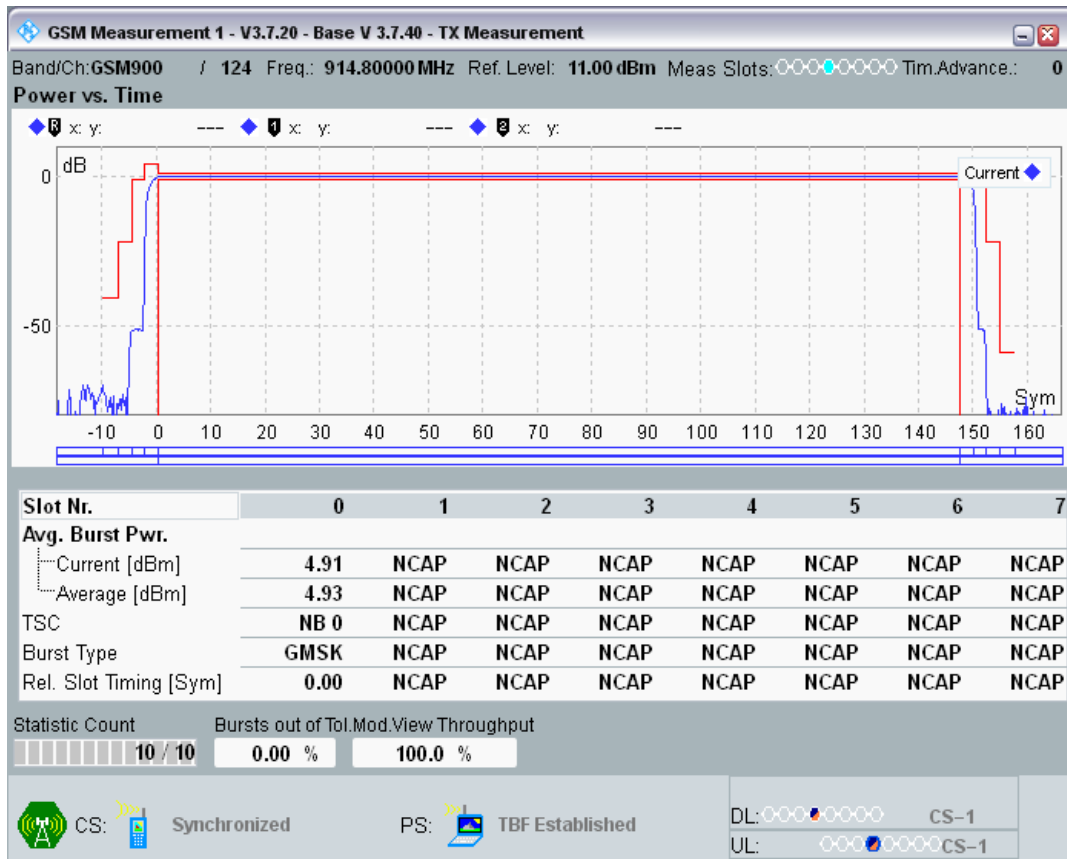 GSM Measurement 1 - V3.7.20 - Base V 3.7.40 - TX Measurement
Band/Ch:GSM900 / 124 Freq.: 914.80000 MHz Ref. Level: 11.00 dBm Meas Slots: Tim.Advance.: 0
Power vs. Time
R x: y: --- 1 x: y: --- 2 x: y: ---
dB
Current
0
-50
Sym
-10 0 10 20 30 40 50 60 70 80 90 100 110 120 130 140 150 160
Slot Nr. 0 1 2 3 4 5 6 7
Avg. Burst Pwr.
Current [dBm] 4.91 NCAP NCAP NCAP NCAP NCAP NCAP NCAP
Average [dBm] 4.93 NCAP NCAP NCAP NCAP NCAP NCAP NCAP
TSC NB 0 NCAP NCAP NCAP NCAP NCAP NCAP NCAP
Burst Type GMSK NCAP NCAP NCAP NCAP NCAP NCAP NCAP
Rel. Slot Timing [Sym] 0.00 NCAP NCAP NCAP NCAP NCAP NCAP NCAP
Statistic Count Bursts out of Tol.Mod.View Throughput
10 / 10 0.00 % 100.0 %
CS: Synchronized PS: TBF Established
DL: CS-1
UL: CS-1